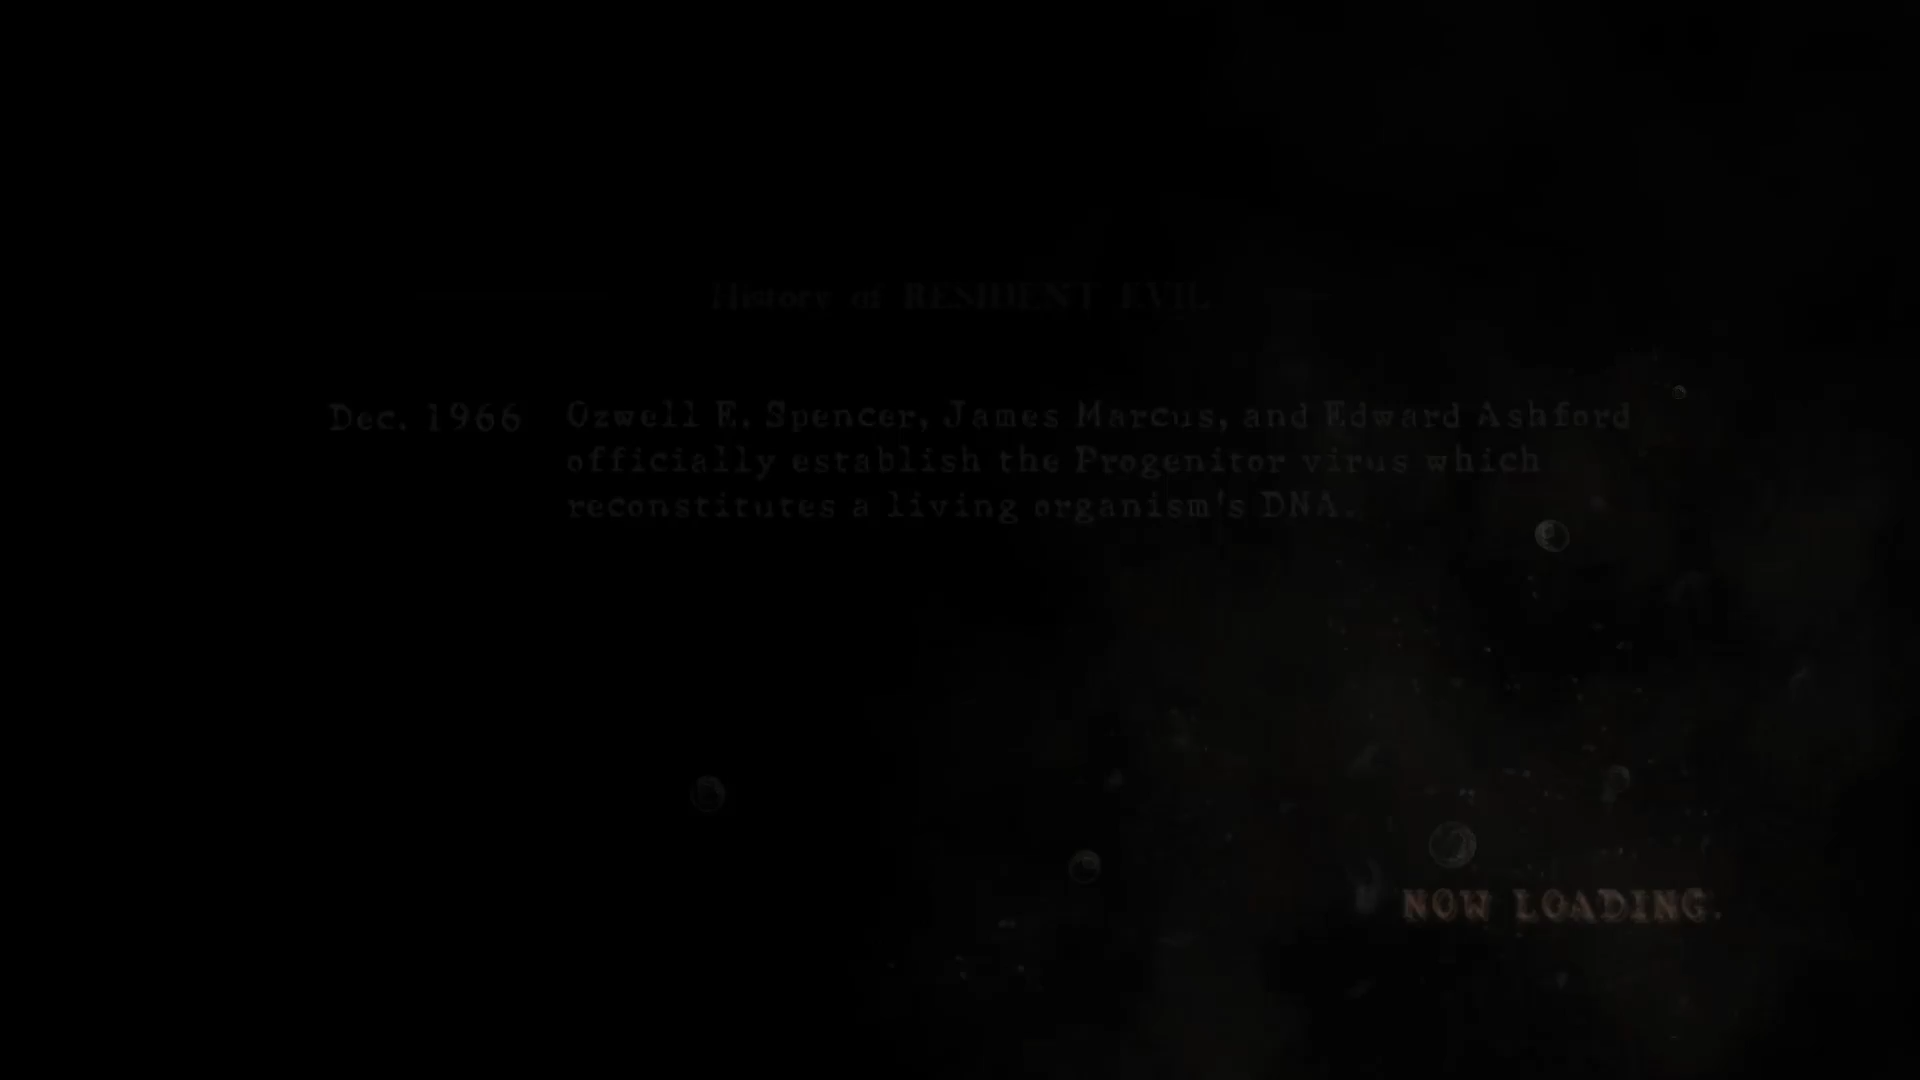 History of RESIDENT EVIL
Dec. 1966 Ozwell E. Spencer, James Marcus, and Edward Ashford
officially establish the Progenitor virus which
reconstitutes a living organism's DNA.
NOW LOADING.